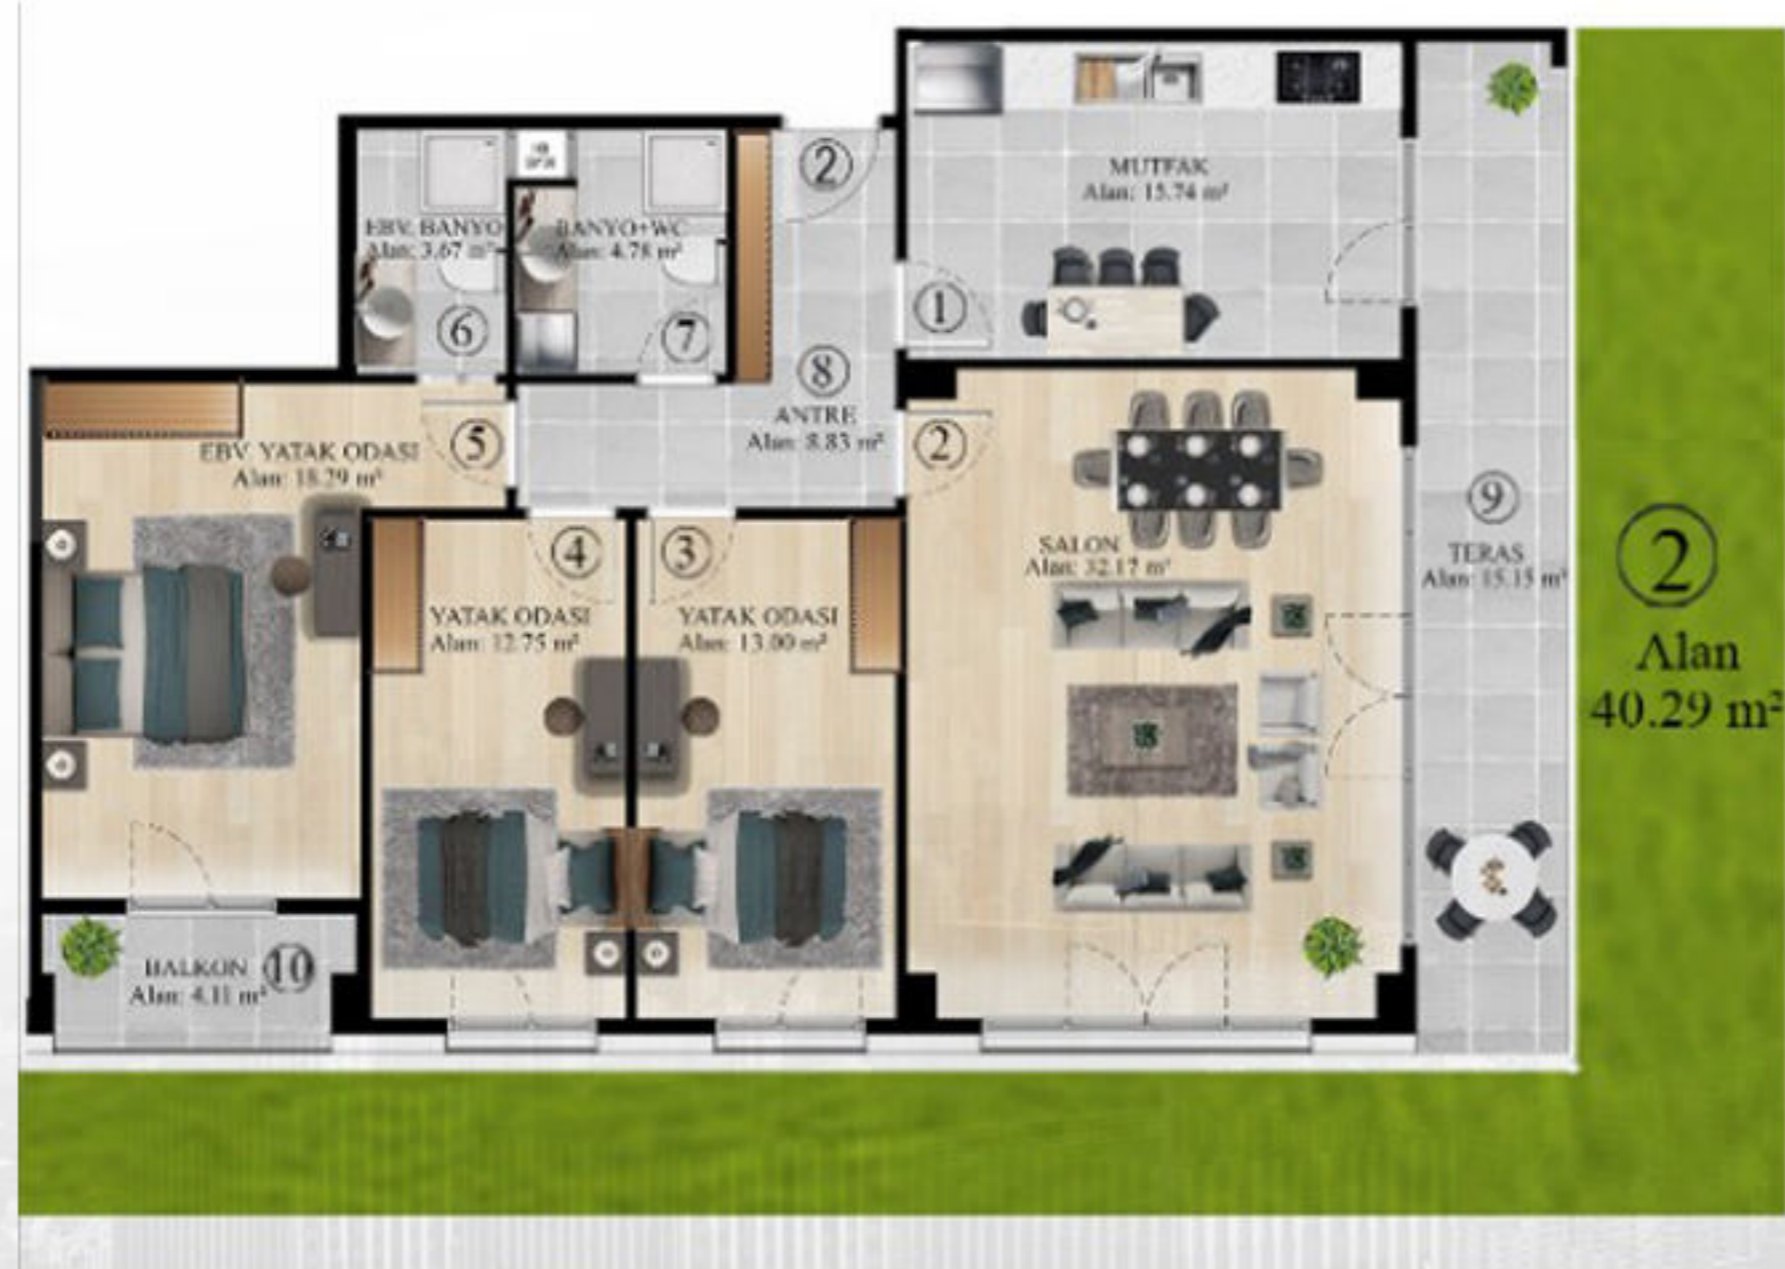 2
MUTFAK
Alan: 15.74 m²
EBV. BANYO
Alan: 3.67 m²
BANYO+WC
Alan: 4.78 m²
1
6
7
8
ANTRE
Alan: 8.83 m²
EBV. YATAK ODASI
Alan: 18.29 m²
5
2
9
TERAS
Alan: 15.15 m²
SALON
Alan: 32.17 m²
4
3
YATAK ODASI
Alan: 12.75 m²
YATAK ODASI
Alan: 13.00 m²
2
Alan
40.29 m²
BALKON
Alan: 4.11 m²
10